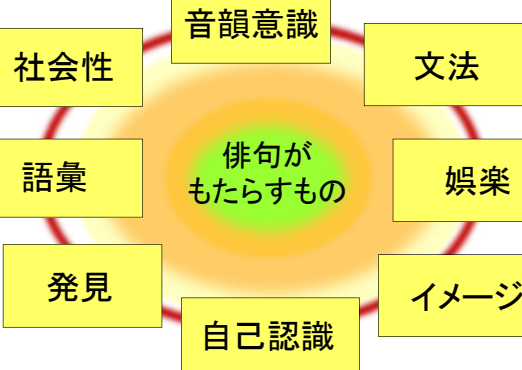 音韻意識
社会性
文法
俳句が
もたらすもの
語彙
娯楽
発見
イメージ
自己認識